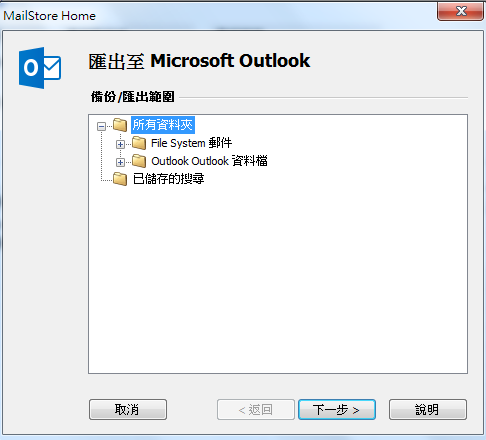 MailStore Home
匯出至 Microsoft Outlook
備份/匯出範圍
所有資料夾
File System 郵件
Outlook Outlook 資料檔
已儲存的搜尋
取消
< 返回
下一步 >
說明